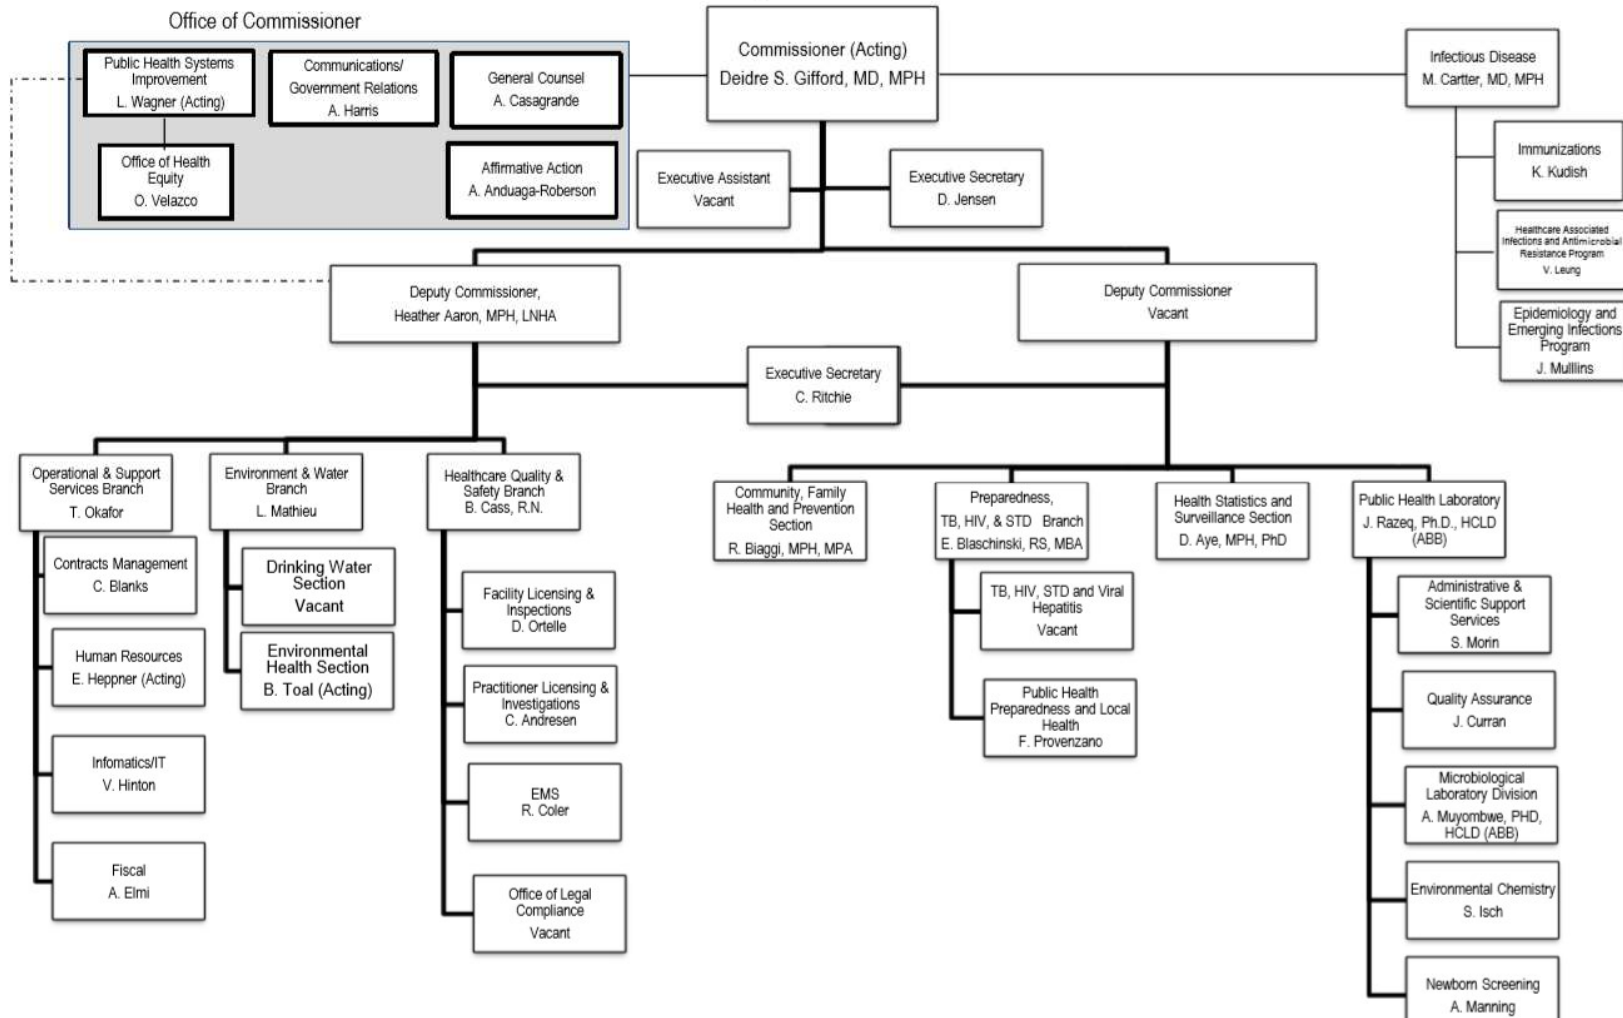 Office of Commissioner
Public Health Systems
Improvement
L. Wagner (Acting)
Communications/
Government Relations
A. Harris
General Counsel
A. Casagrande
Office of Health
Equity
O. Velazco
Affirmative Action
A. Anduaga-Roberson
Commissioner (Acting)
Deidre S. Gifford, MD, MPH
Infectious Disease
M. Cartter, MD, MPH
Immunizations
K. Kudish
Healthcare Associated
Infections and Antimicrobial
Resistance Program
V. Leung
Epidemiology and
Emerging Infections
Program
J. Mulllins
Executive Assistant
Vacant
Executive Secretary
D. Jensen
Deputy Commissioner,
Heather Aaron, MPH, LNHA
Deputy Commissioner
Vacant
Executive Secretary
C. Ritchie
Operational & Support
Services Branch
T. Okafor
Contracts Management
C. Blanks
Human Resources
E. Heppner (Acting)
Infomatics/IT
V. Hinton
Fiscal
A. Elmi
Environment & Water
Branch
L. Mathieu
Drinking Water
Section
Vacant
Environmental
Health Section
B. Toal (Acting)
Healthcare Quality &
Safety Branch
B. Cass, R.N.
Facility Licensing &
Inspections
D. Ortelle
Practitioner Licensing &
Investigations
C. Andresen
EMS
R. Coler
Office of Legal
Compliance
Vacant
Community, Family
Health and Prevention
Section
R. Biaggi, MPH, MPA
Preparedness,
TB, HIV, & STD Branch
E. Blaschinski, RS, MBA
TB, HIV, STD and Viral
Hepatitis
Vacant
Public Health
Preparedness and Local
Health
F. Provenzano
Health Statistics and
Surveillance Section
D. Aye, MPH, PhD
Public Health Laboratory
J. Razeq, Ph.D., HCLD
(ABB)
Administrative &
Scientific Support
Services
S. Morin
Quality Assurance
J. Curran
Microbiological
Laboratory Division
A. Muyombwe, PHD,
HCLD (ABB)
Environmental Chemistry
S. Isch
Newborn Screening
A. Manning